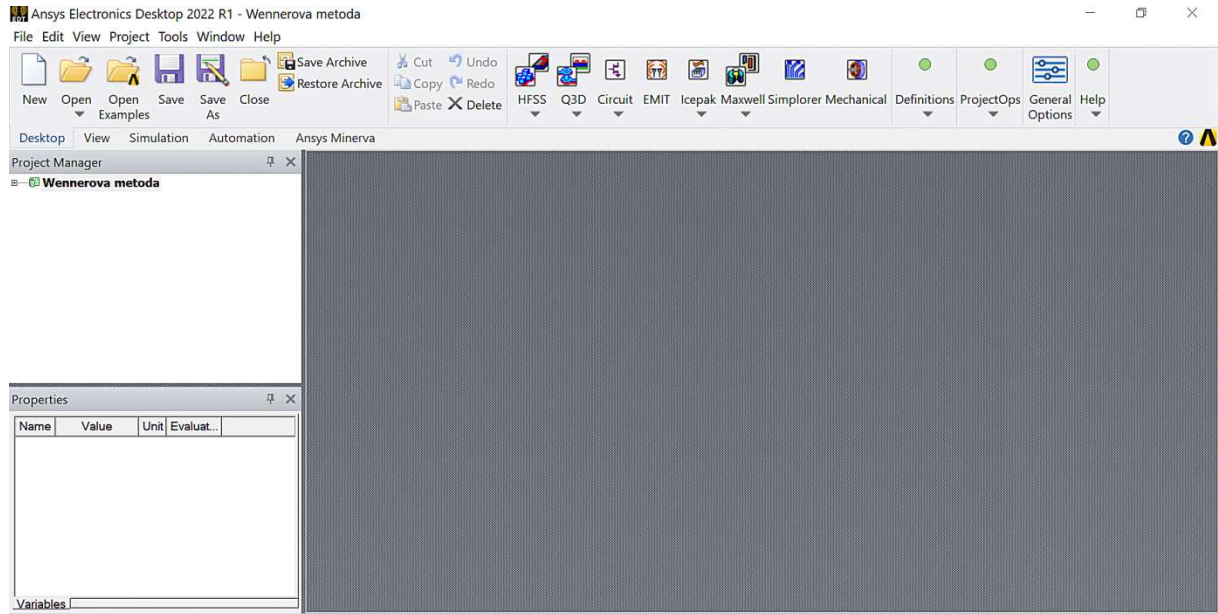 Ansys Electronics Desktop 2022 R1 - Wennerova metoda
File Edit View Project Tools Window Help
New
Open
Open Examples
Save
Save As
Close
Save Archive
Restore Archive
Cut
Copy
Paste
Undo
Redo
Delete
HFSS
Q3D
Circuit
EMIT
Icepak
Maxwell
Simplorer
Mechanical
Definitions
ProjectOps
General Options
Help
Desktop View Simulation Automation Ansys Minerva
Project Manager
Wennerova metoda
Properties
Name Value Unit Evaluat...
Variables